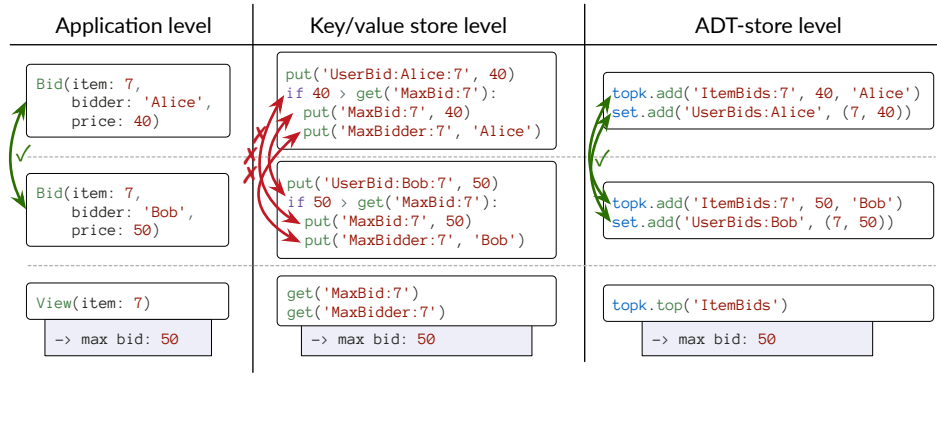 Application level
Key/value store level
ADT-store level
Bid(item: 7,
bidder: 'Alice',
price: 40)
put('UserBid:Alice:7', 40)
if 40 > get('MaxBid:7'):
put('MaxBid:7', 40)
put('MaxBidder:7', 'Alice')
topk.add('ItemBids:7', 40, 'Alice')
set.add('UserBids:Alice', (7, 40))
Bid(item: 7,
bidder: 'Bob',
price: 50)
put('UserBid:Bob:7', 50)
if 50 > get('MaxBid:7'):
put('MaxBid:7', 50)
put('MaxBidder:7', 'Bob')
topk.add('ItemBids:7', 50, 'Bob')
set.add('UserBids:Bob', (7, 50))
View(item: 7)
-> max bid: 50
get('MaxBid:7')
get('MaxBidder:7')
-> max bid: 50
topk.top('ItemBids')
-> max bid: 50